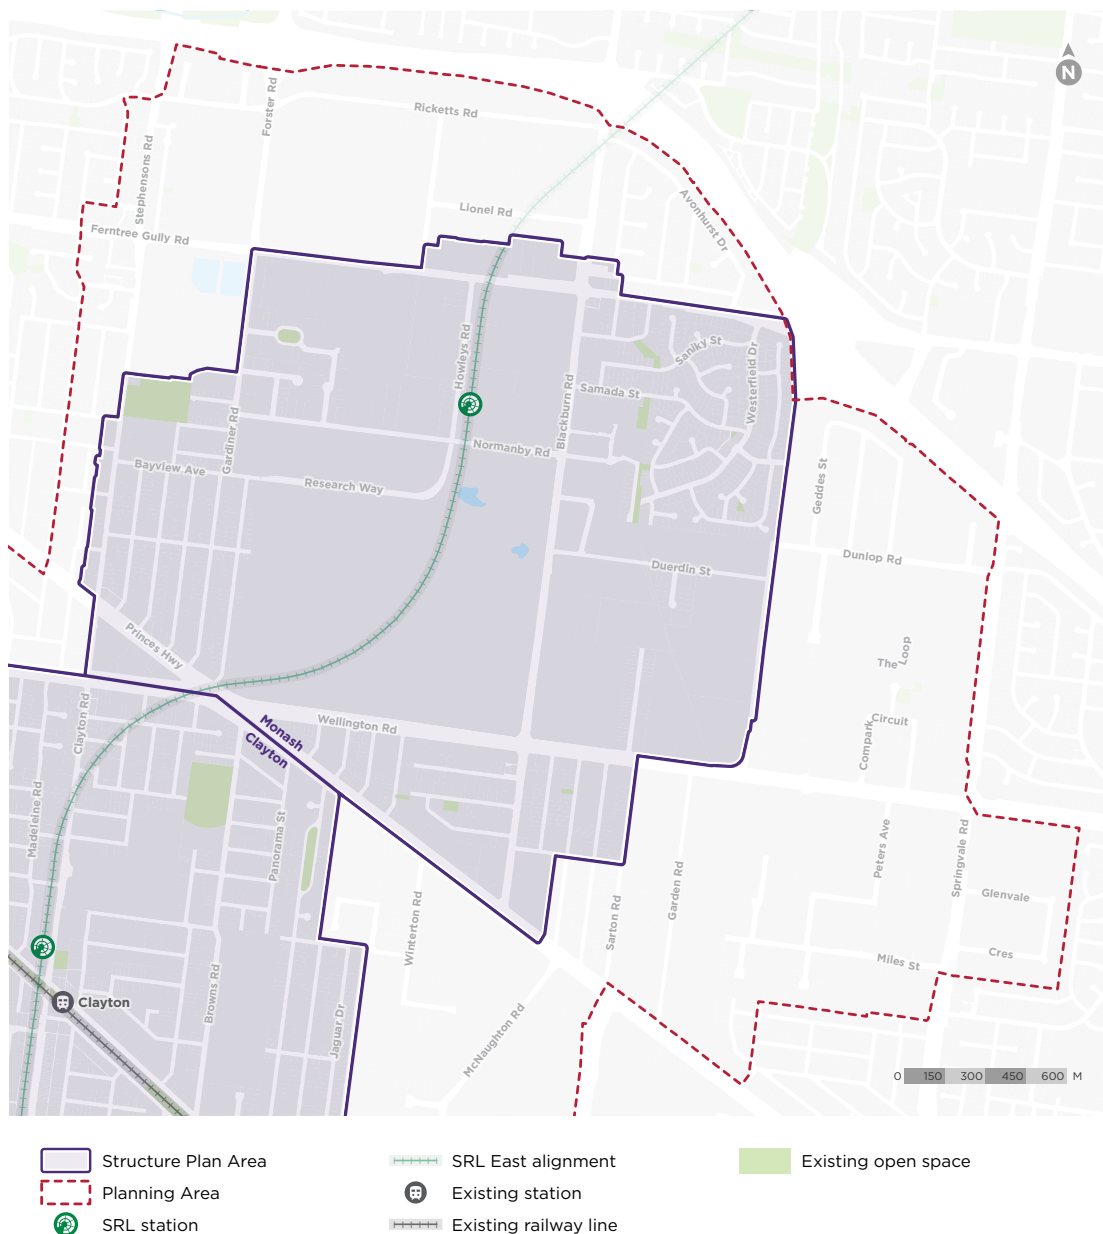 N
Forster Rd
Ricketts Rd
Stephensons Rd
Avonhurst Dr
Lionel Rd
Ferntree Gully Rd
Howleys Rd
Saniky St
Westerfield Dr
Samada St
Blackburn Rd
Gardiner Rd
Normanby Rd
Bayview Ave
Research Way
Geddes St
Dunlop Rd
Duerdin St
Princes Hwy
The Loop
Clayton Rd
Monash
Clayton
Wellington Rd
Compark
Circuit
Madeleine Rd
Panorama St
Peters Ave
Springvale Rd
Garden Rd
Glenvale
Cres
Winterton Rd
Sarton Rd
Miles St
Browns Rd
Clayton
Jaguar Dr
McNaughton Rd
0 150 300 450 600 M
Structure Plan Area
Planning Area
SRL station
SRL East alignment
Existing station
Existing railway line
Existing open space